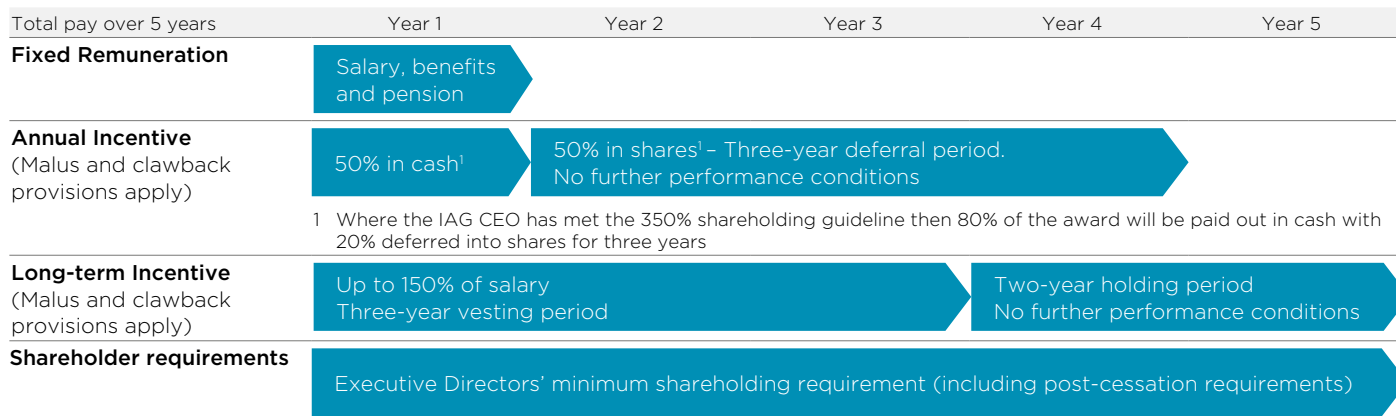 Total pay over 5 years Year 1 Year 2 Year 3 Year 4 Year 5
Fixed Remuneration
Salary, benefits
and pension
Annual Incentive
(Malus and clawback
provisions apply)
50% in cash¹
50% in shares¹ – Three-year deferral period.
No further performance conditions
1 Where the IAG CEO has met the 350% shareholding guideline then 80% of the award will be paid out in cash with
20% deferred into shares for three years
Long-term Incentive
(Malus and clawback
provisions apply)
Up to 150% of salary
Three-year vesting period
Two-year holding period
No further performance conditions
Shareholder requirements
Executive Directors’ minimum shareholding requirement (including post-cessation requirements)